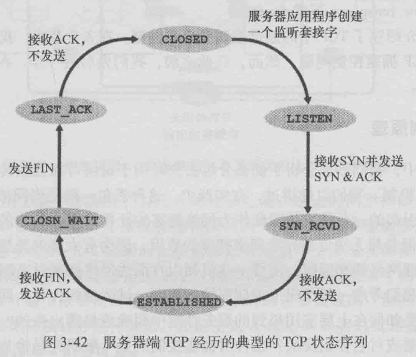 服务器应用程序创建
一个监听套接字
接收ACK,
不发送
CLOSED
LAST_ACK
LISTEN
发送FIN
接收SYN并发送
SYN & ACK
CLOSN_WAIT
SYN_RCVD
接收FIN,
发送ACK
接收ACK,
不发送
ESTABLISHED
图 3-42 服务器端 TCP 经历的典型的 TCP 状态序列